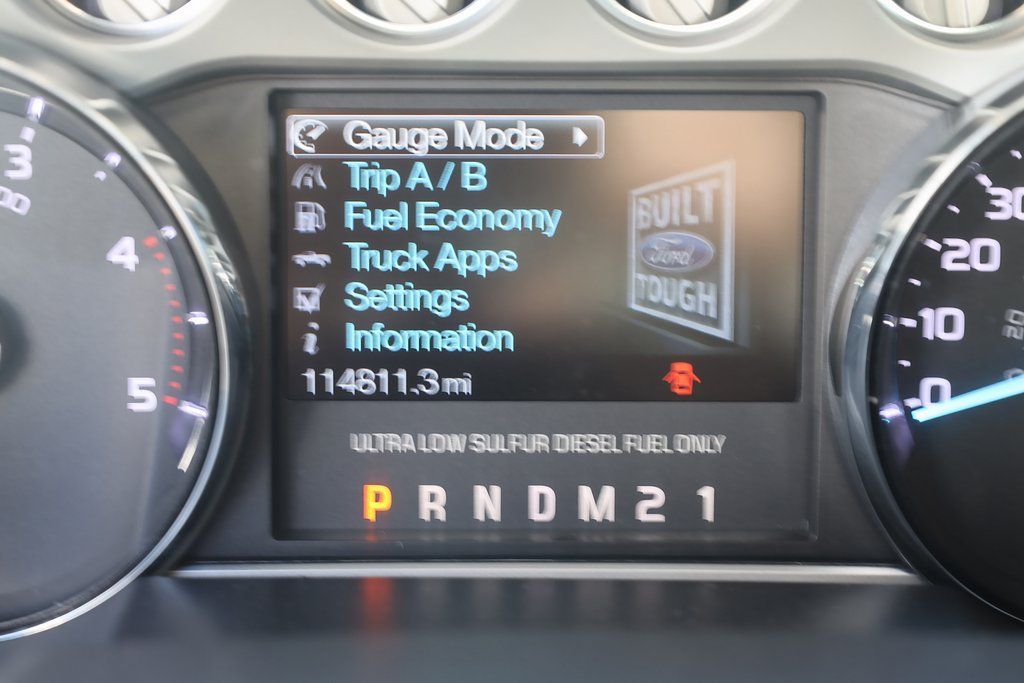 Gauge Mode
Trip A / B
Fuel Economy
Truck Apps
Settings
Information
114811.3 mi
BUILT
Ford
TOUGH
ULTRA LOW SULFUR DIESEL FUEL ONLY
P R N D M 2 1
3
4
5
30
20
10
0